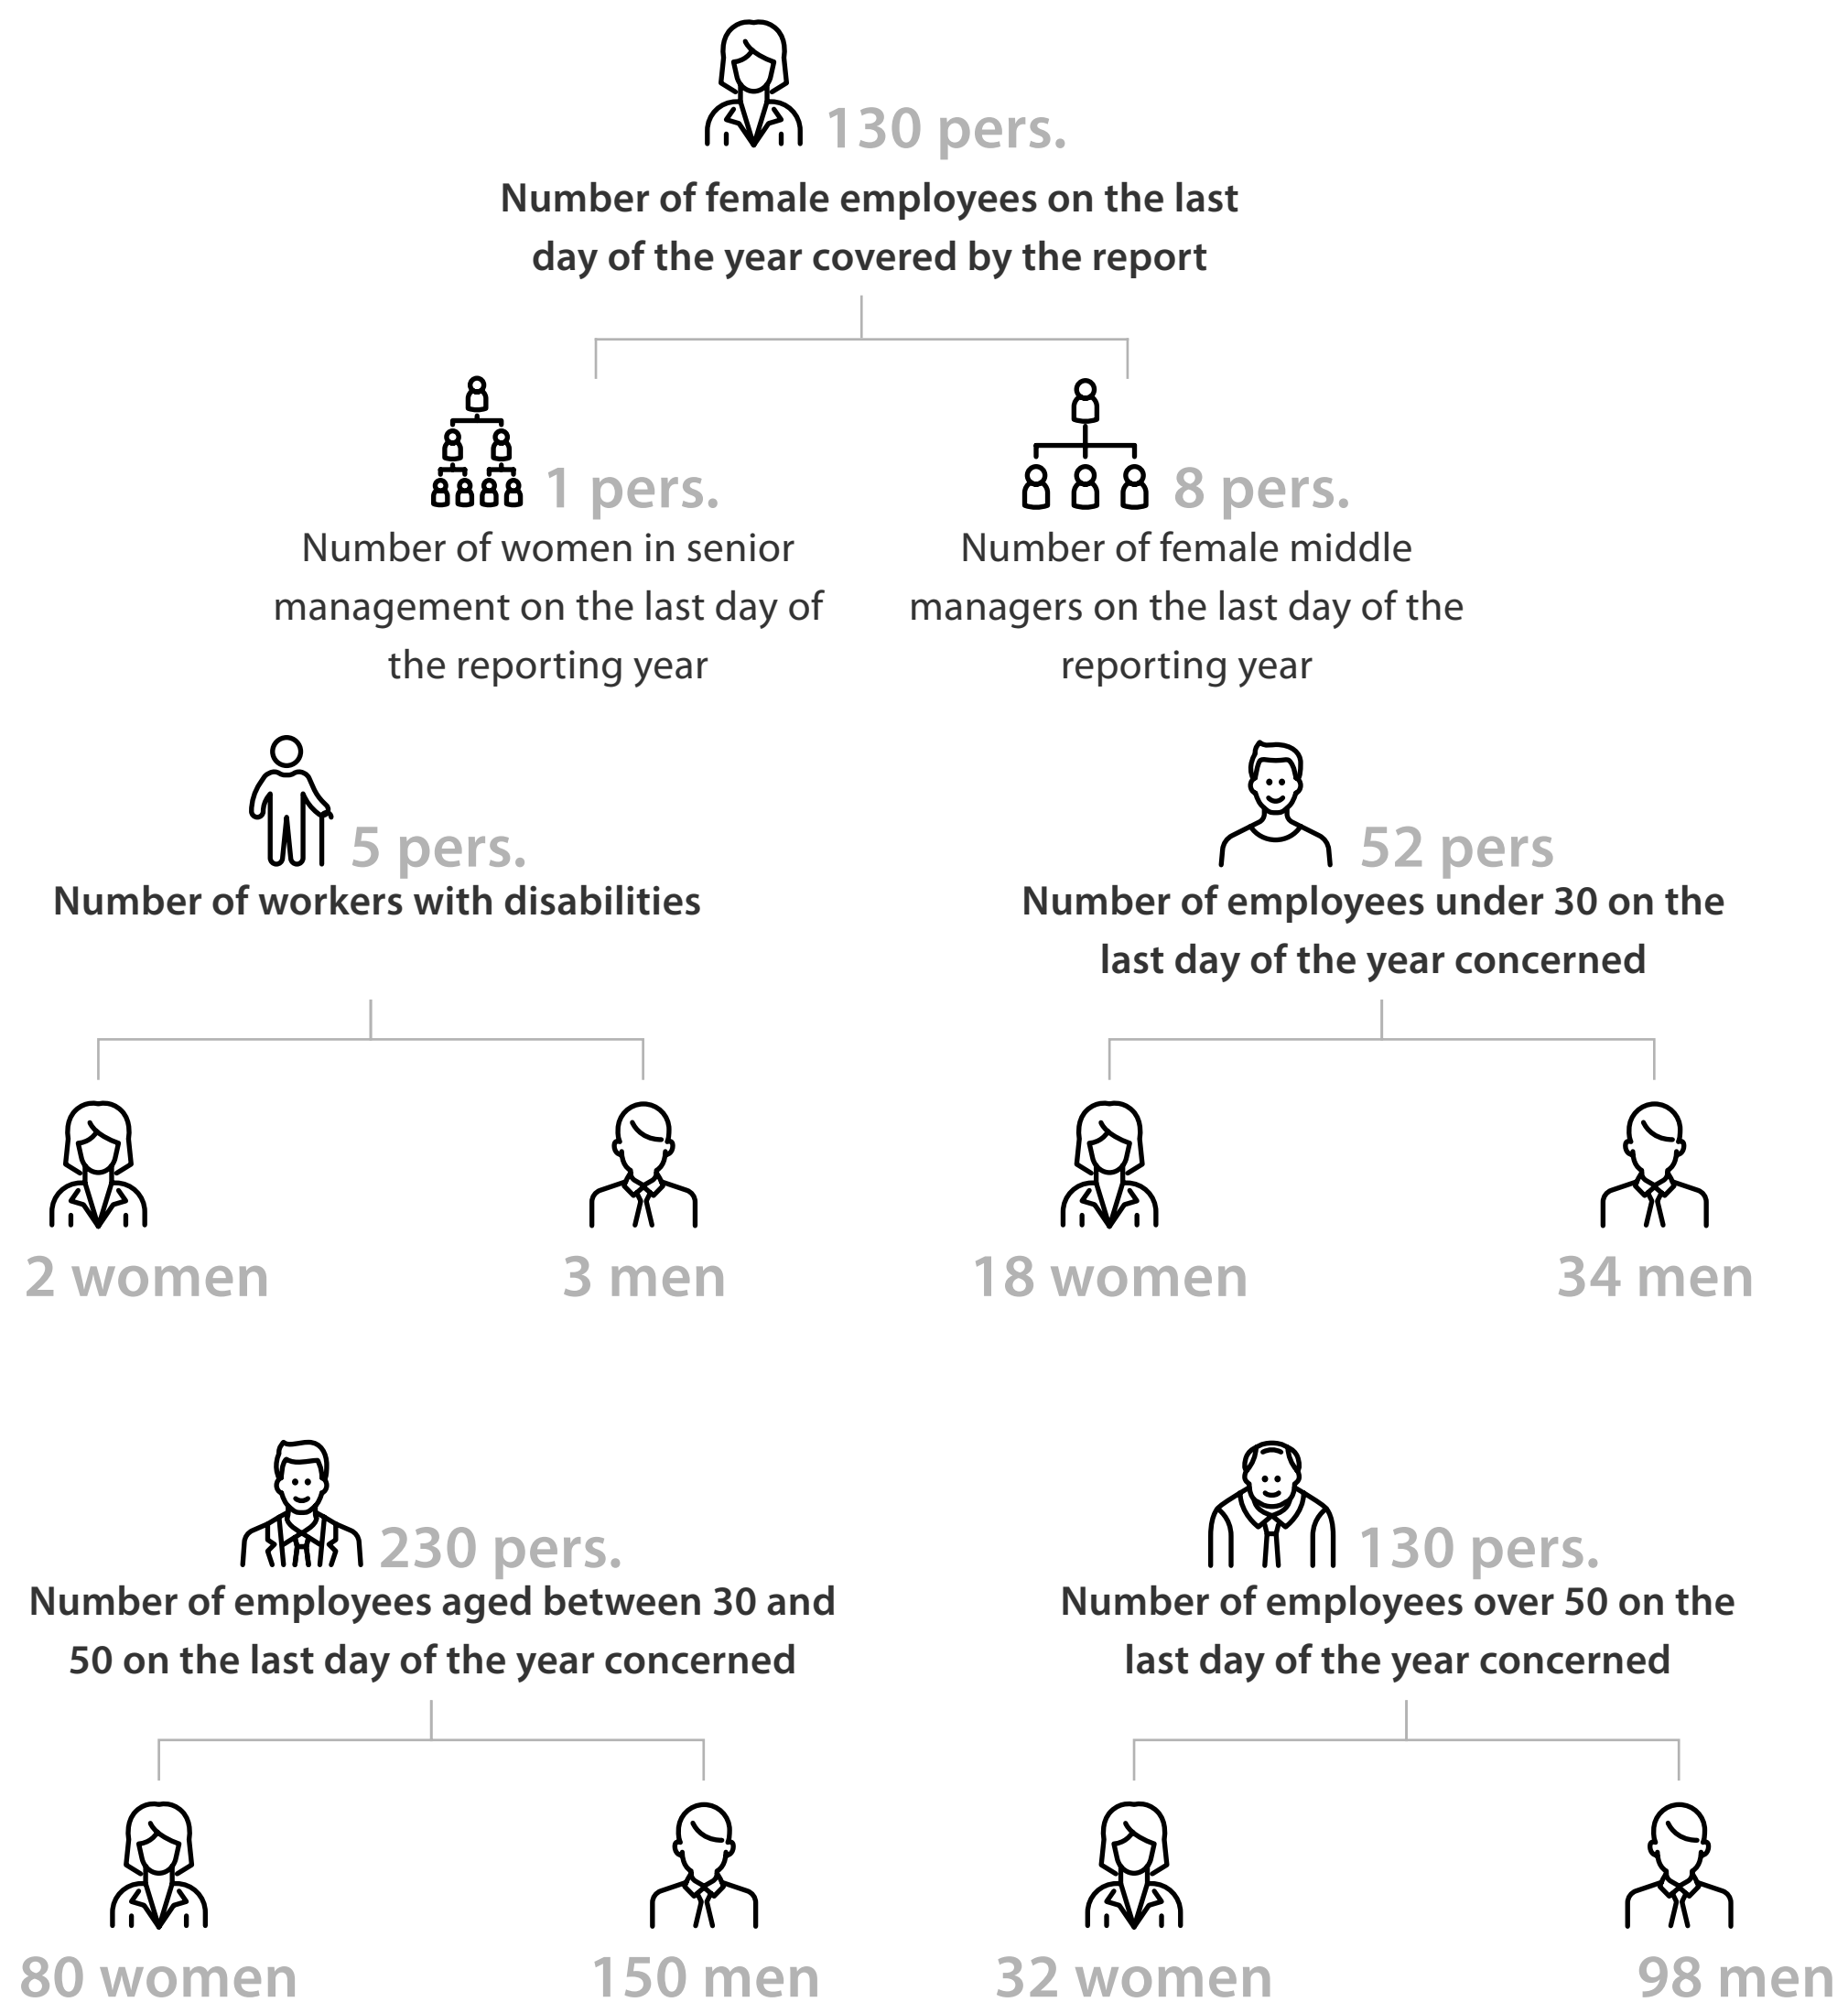 130 pers.
Number of female employees on the last
day of the year covered by the report
1 pers.
Number of women in senior
management on the last day of
the reporting year
8 pers.
Number of female middle
managers on the last day of the
reporting year
5 pers.
Number of workers with disabilities
2 women
3 men
52 pers
Number of employees under 30 on the
last day of the year concerned
18 women
34 men
230 pers.
Number of employees aged between 30 and
50 on the last day of the year concerned
80 women
150 men
130 pers.
Number of employees over 50 on the
last day of the year concerned
32 women
98 men